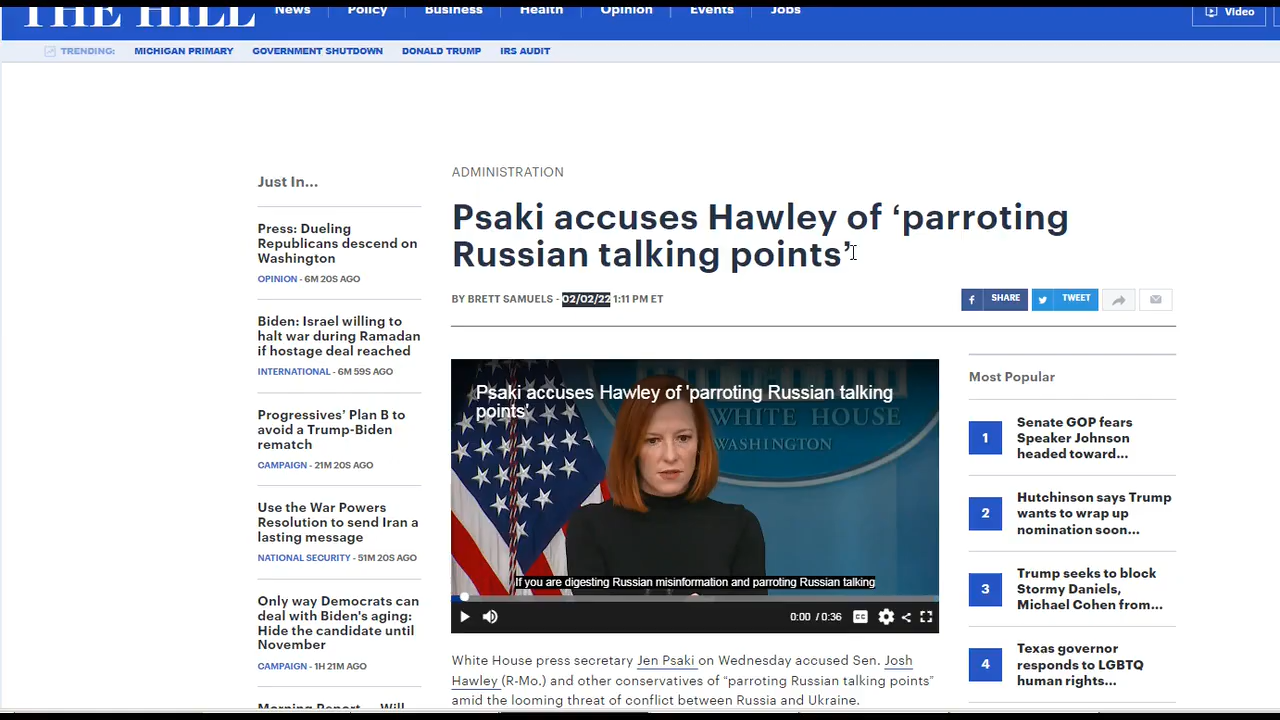 THE HILL
News Policy Business Health Opinion Events Jobs
Video
TRENDING: MICHIGAN PRIMARY GOVERNMENT SHUTDOWN DONALD TRUMP IRS AUDIT
Just In...
Press: Dueling
Republicans descend on
Washington
OPINION - 6M 20S AGO
Biden: Israel willing to
halt war during Ramadan
if hostage deal reached
INTERNATIONAL - 6M 59S AGO
Progressives’ Plan B to
avoid a Trump-Biden
rematch
CAMPAIGN - 21M 20S AGO
Use the War Powers
Resolution to send Iran a
lasting message
NATIONAL SECURITY - 51M 20S AGO
Only way Democrats can
deal with Biden's aging:
Hide the candidate until
November
CAMPAIGN - 1H 21M AGO
Morning Report — Will
ADMINISTRATION
Psaki accuses Hawley of ‘parroting
Russian talking points’
BY BRETT SAMUELS - 02/02/22 1:11 PM ET
SHARE TWEET
Psaki accuses Hawley of 'parroting Russian talking
points'
WHITE HOUSE
WASHINGTON
If you are digesting Russian misinformation and parroting Russian talking
0:00 / 0:36 CC
White House press secretary Jen Psaki on Wednesday accused Sen. Josh
Hawley (R-Mo.) and other conservatives of “parroting Russian talking points”
amid the looming threat of conflict between Russia and Ukraine.
Most Popular
1 Senate GOP fears
Speaker Johnson
headed toward...
2 Hutchinson says Trump
wants to wrap up
nomination soon...
3 Trump seeks to block
Stormy Daniels,
Michael Cohen from...
4 Texas governor
responds to LGBTQ
human rights...